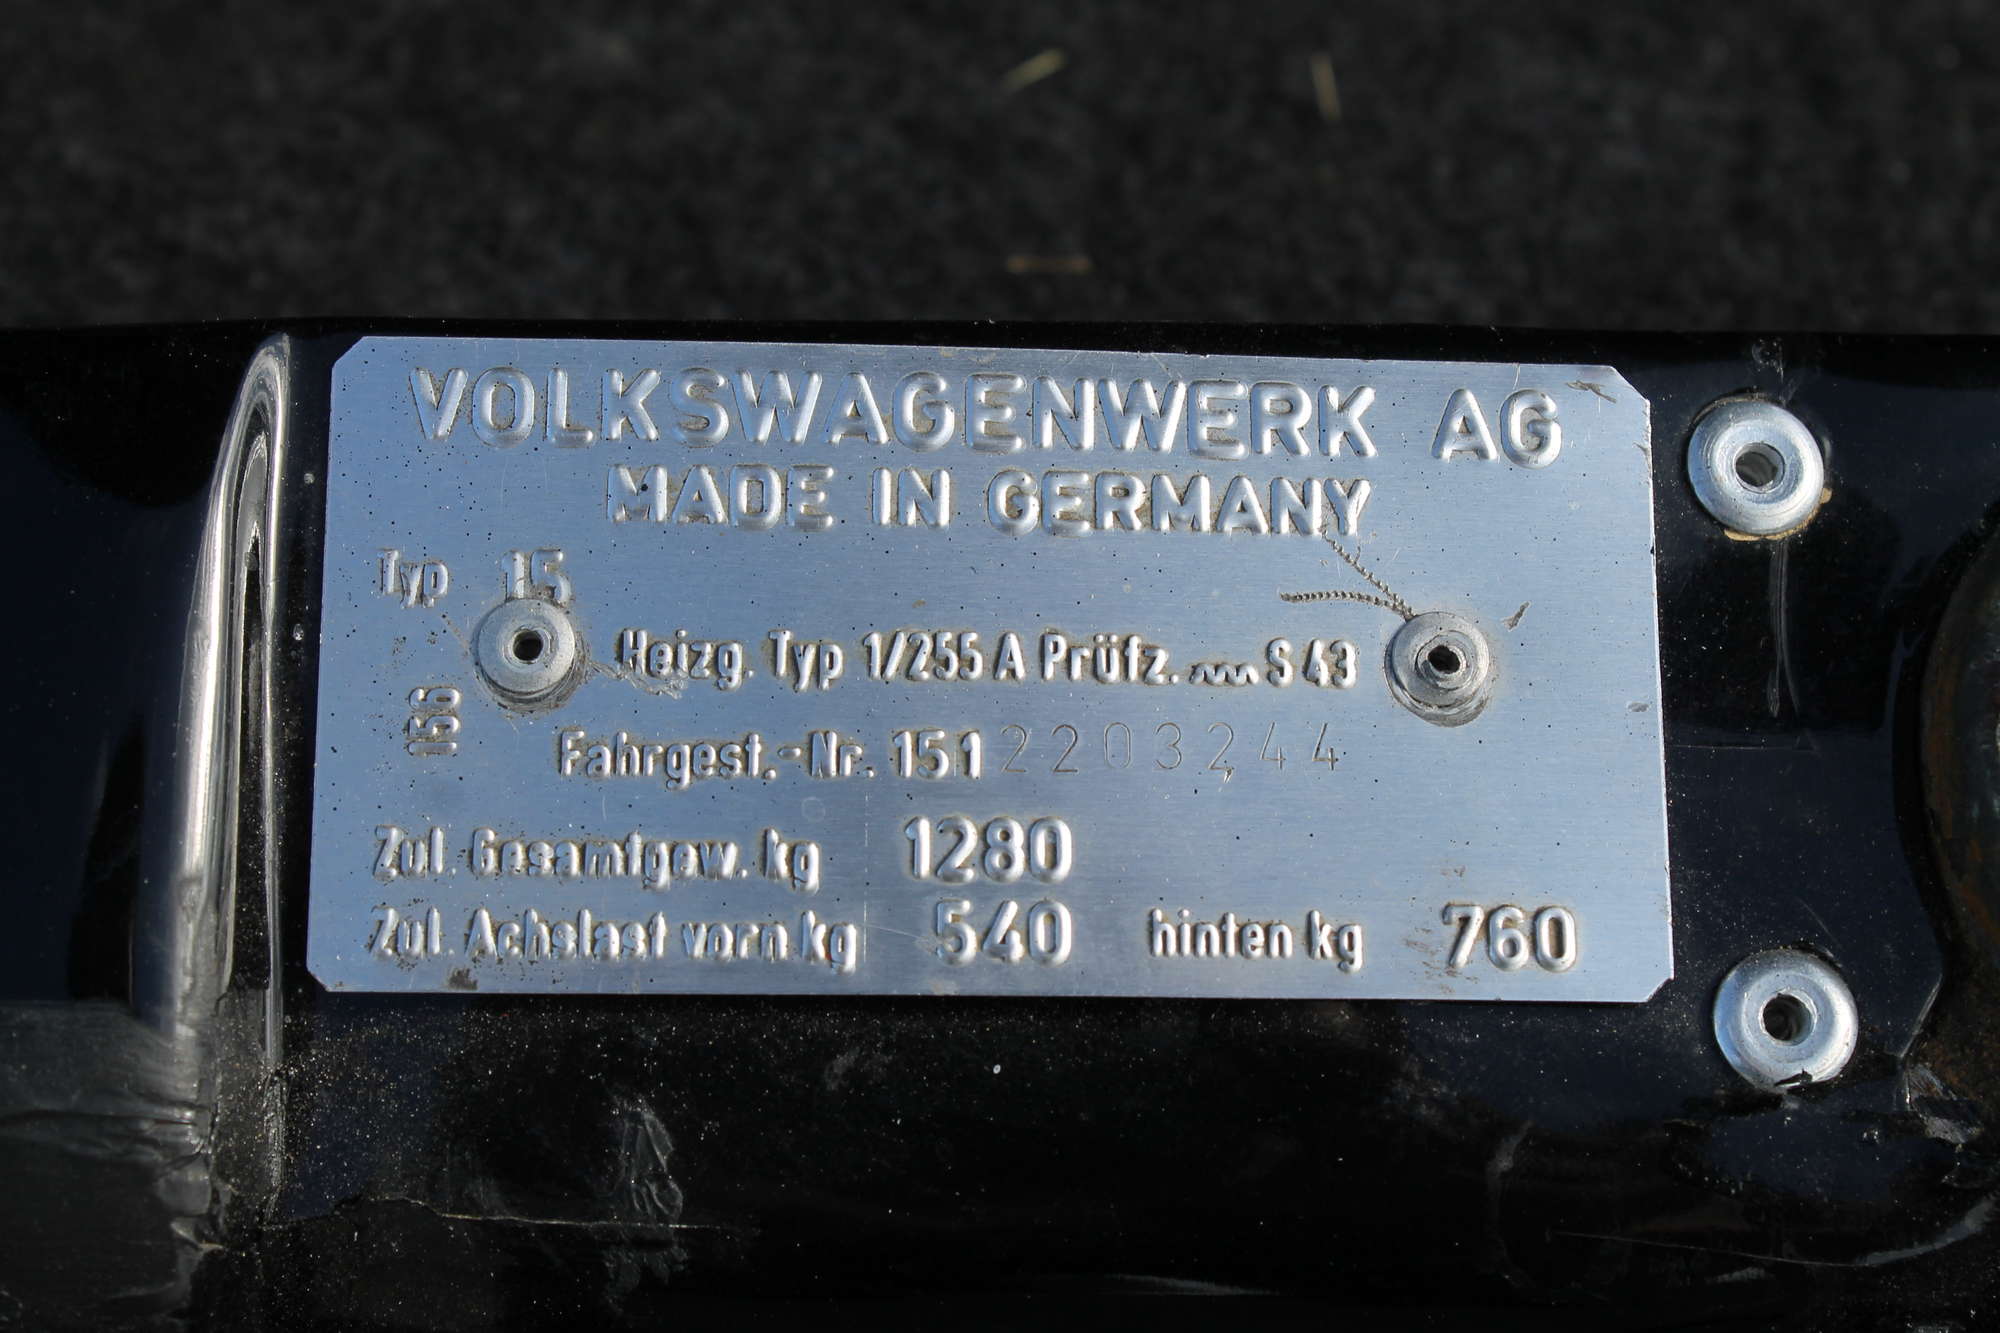 VOLKSWAGENWERK AG
MADE IN GERMANY
Typ 15
Heizg. Typ 1/255 A Prüfz. ~~~ S 43
156
Fahrgest.-Nr. 151 2203244
Zul. Gesamtgew. kg 1280
Zul. Achslast vorn kg 540 hinten kg 760